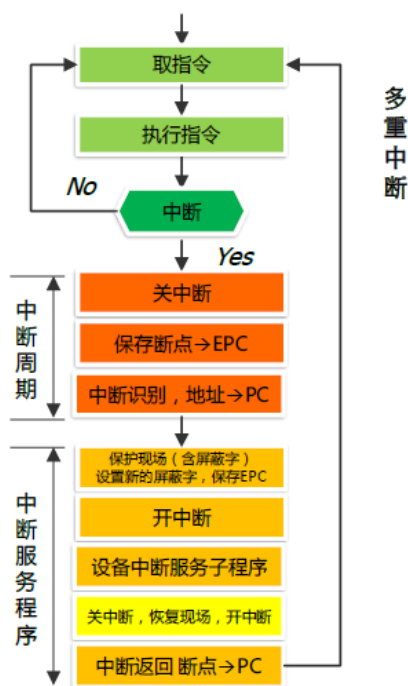 取指令
多重中断
执行指令
No
中断
Yes
中断周期
关中断
保存断点→EPC
中断识别，地址→PC
中断服务程序
保护现场（含屏蔽字）
设置新的屏蔽字，保存EPC
开中断
设备中断服务子程序
关中断，恢复现场，开中断
中断返回 断点→PC